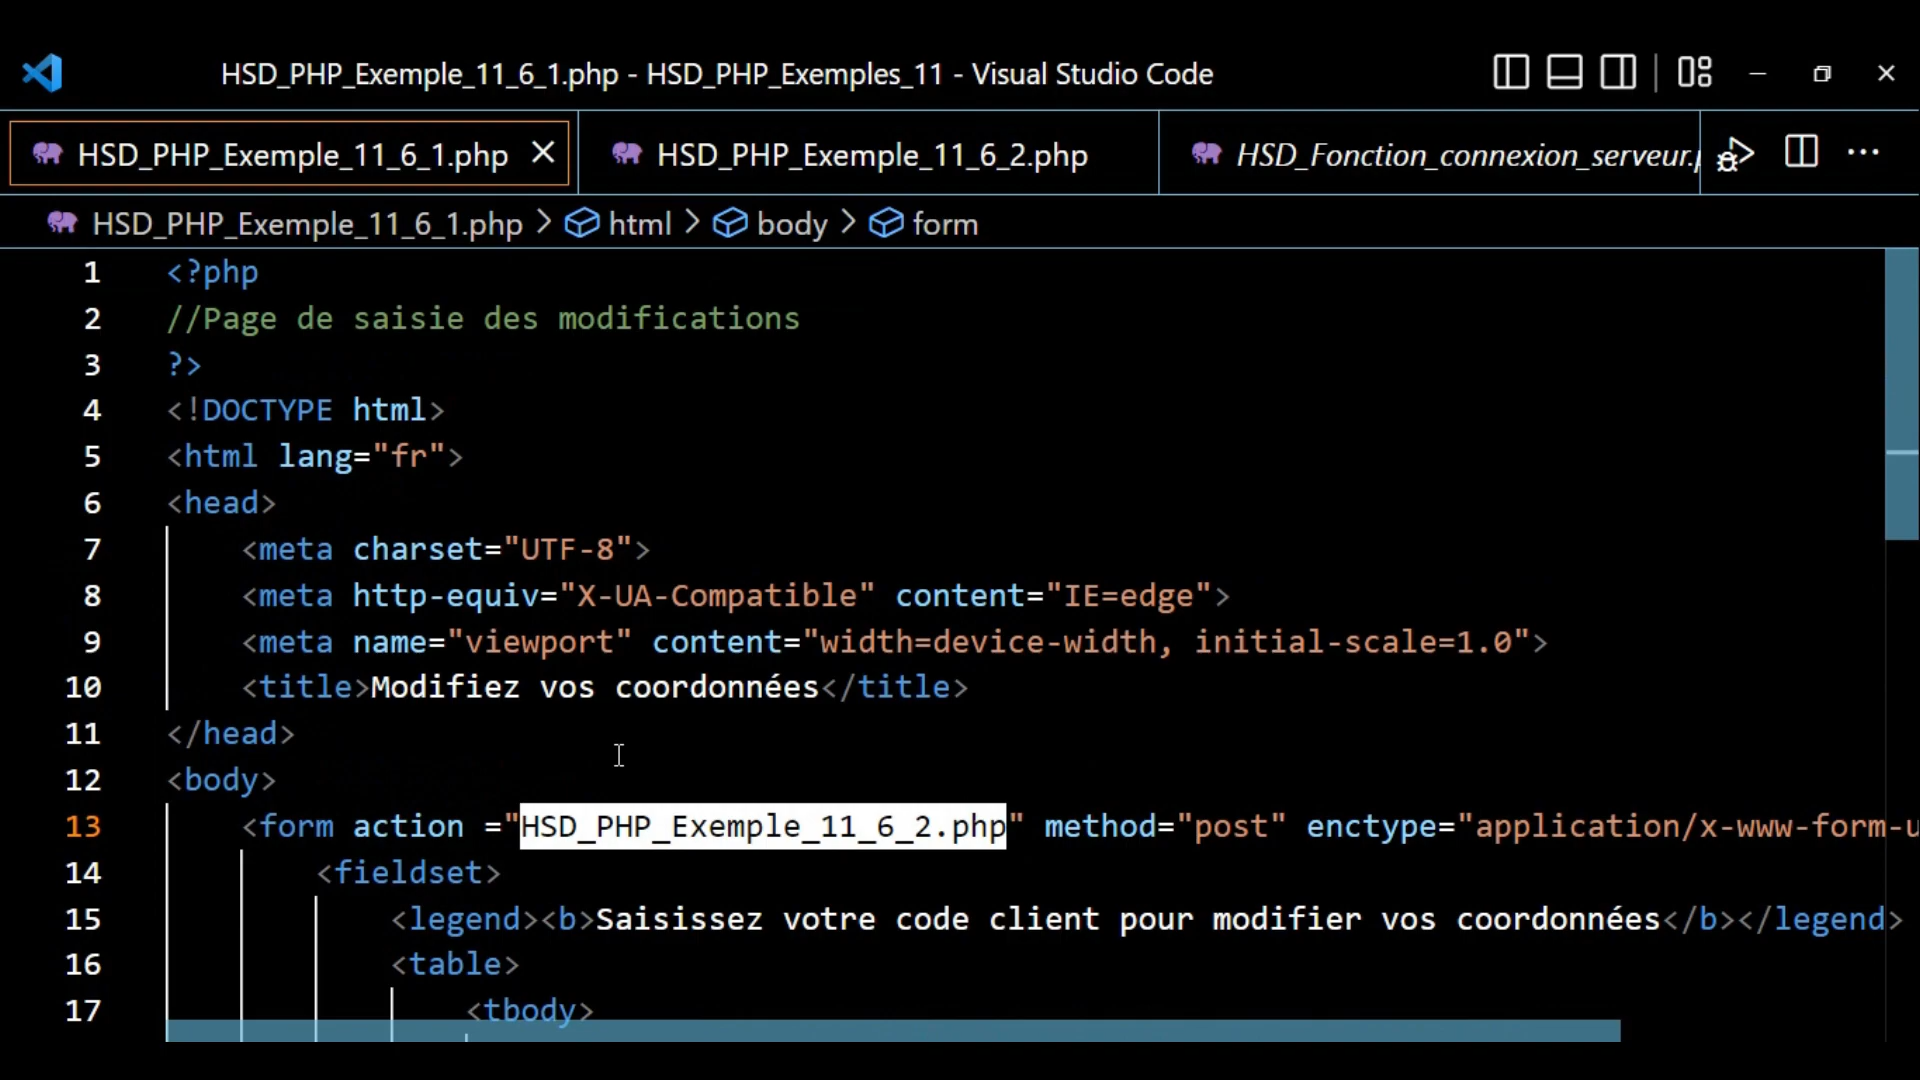 HSD_PHP_Exemple_11_6_1.php - HSD_PHP_Exemples_11 - Visual Studio Code
HSD_PHP_Exemple_11_6_1.php
HSD_PHP_Exemple_11_6_2.php
HSD_Fonction_connexion_serveur.
HSD_PHP_Exemple_11_6_1.php > html > body > form
1 <?php
2 //Page de saisie des modifications
3 ?>
4 <!DOCTYPE html>
5 <html lang="fr">
6 <head>
7 <meta charset="UTF-8">
8 <meta http-equiv="X-UA-Compatible" content="IE=edge">
9 <meta name="viewport" content="width=device-width, initial-scale=1.0">
10 <title>Modifiez vos coordonnées</title>
11 </head>
12 <body>
13 <form action ="HSD_PHP_Exemple_11_6_2.php" method="post" enctype="application/x-www-form-u
14 <fieldset>
15 <legend><b>Saisissez votre code client pour modifier vos coordonnées</b></legend>
16 <table>
17 <tbody>